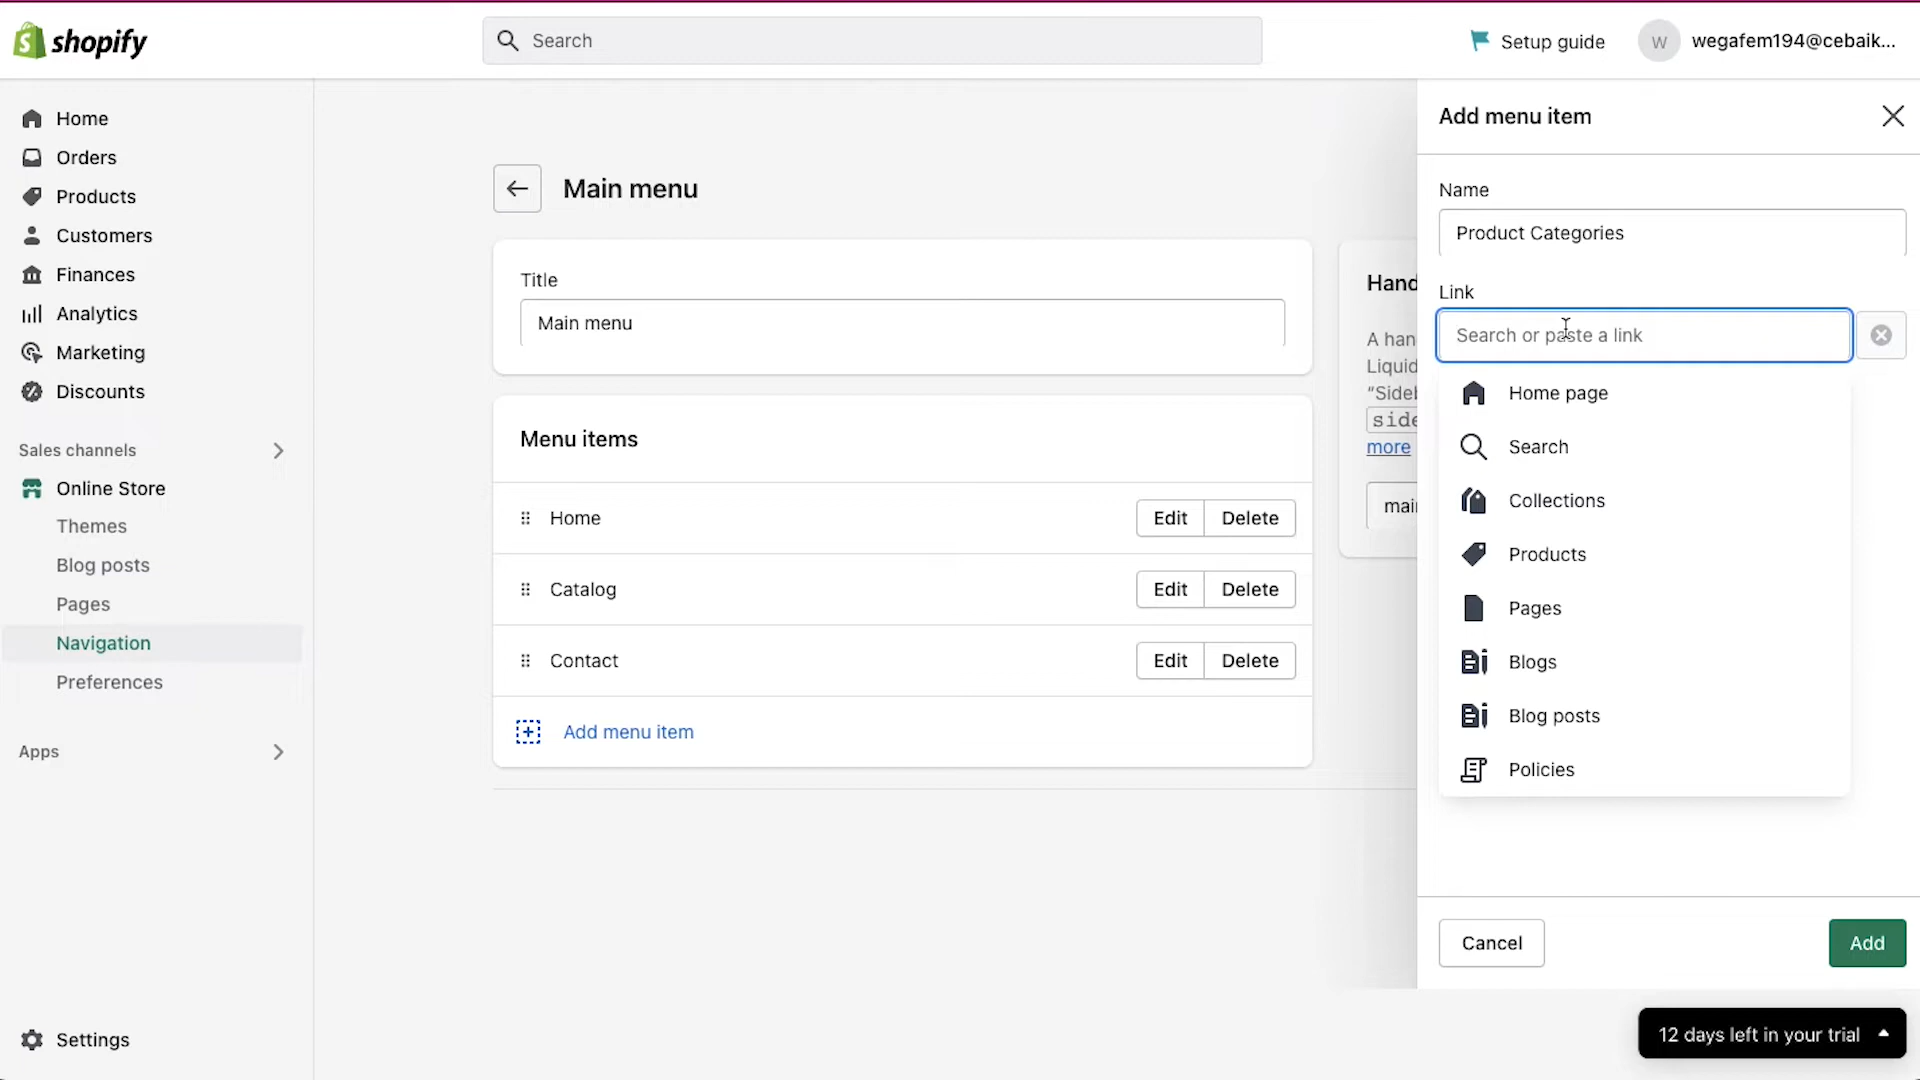 shopify
Search
Setup guide
W
wegafem194@cebaik...
Home
Orders
Products
Customers
Finances
Analytics
Marketing
Discounts
Sales channels
Online Store
Themes
Blog posts
Pages
Navigation
Preferences
Apps
Settings
Main menu
Title
Main menu
Menu items
Home
Edit
Delete
Catalog
Edit
Delete
Contact
Edit
Delete
Add menu item
Hand
A han
Liquid
more
Add menu item
Name
Product Categories
Link
Search or paste a link
Home page
Search
Collections
Products
Pages
Blogs
Blog posts
Policies
Cancel
Add
12 days left in your trial